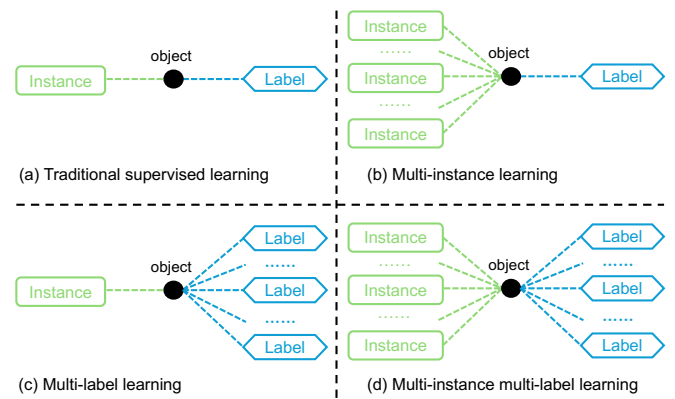 object
Instance
Label
(a) Traditional supervised learning
Instance
......
Instance
......
Instance
object
Label
(b) Multi-instance learning
object
Instance
Label
......
Label
......
Label
(c) Multi-label learning
Instance
......
Instance
......
Instance
object
Label
......
Label
......
Label
(d) Multi-instance multi-label learning